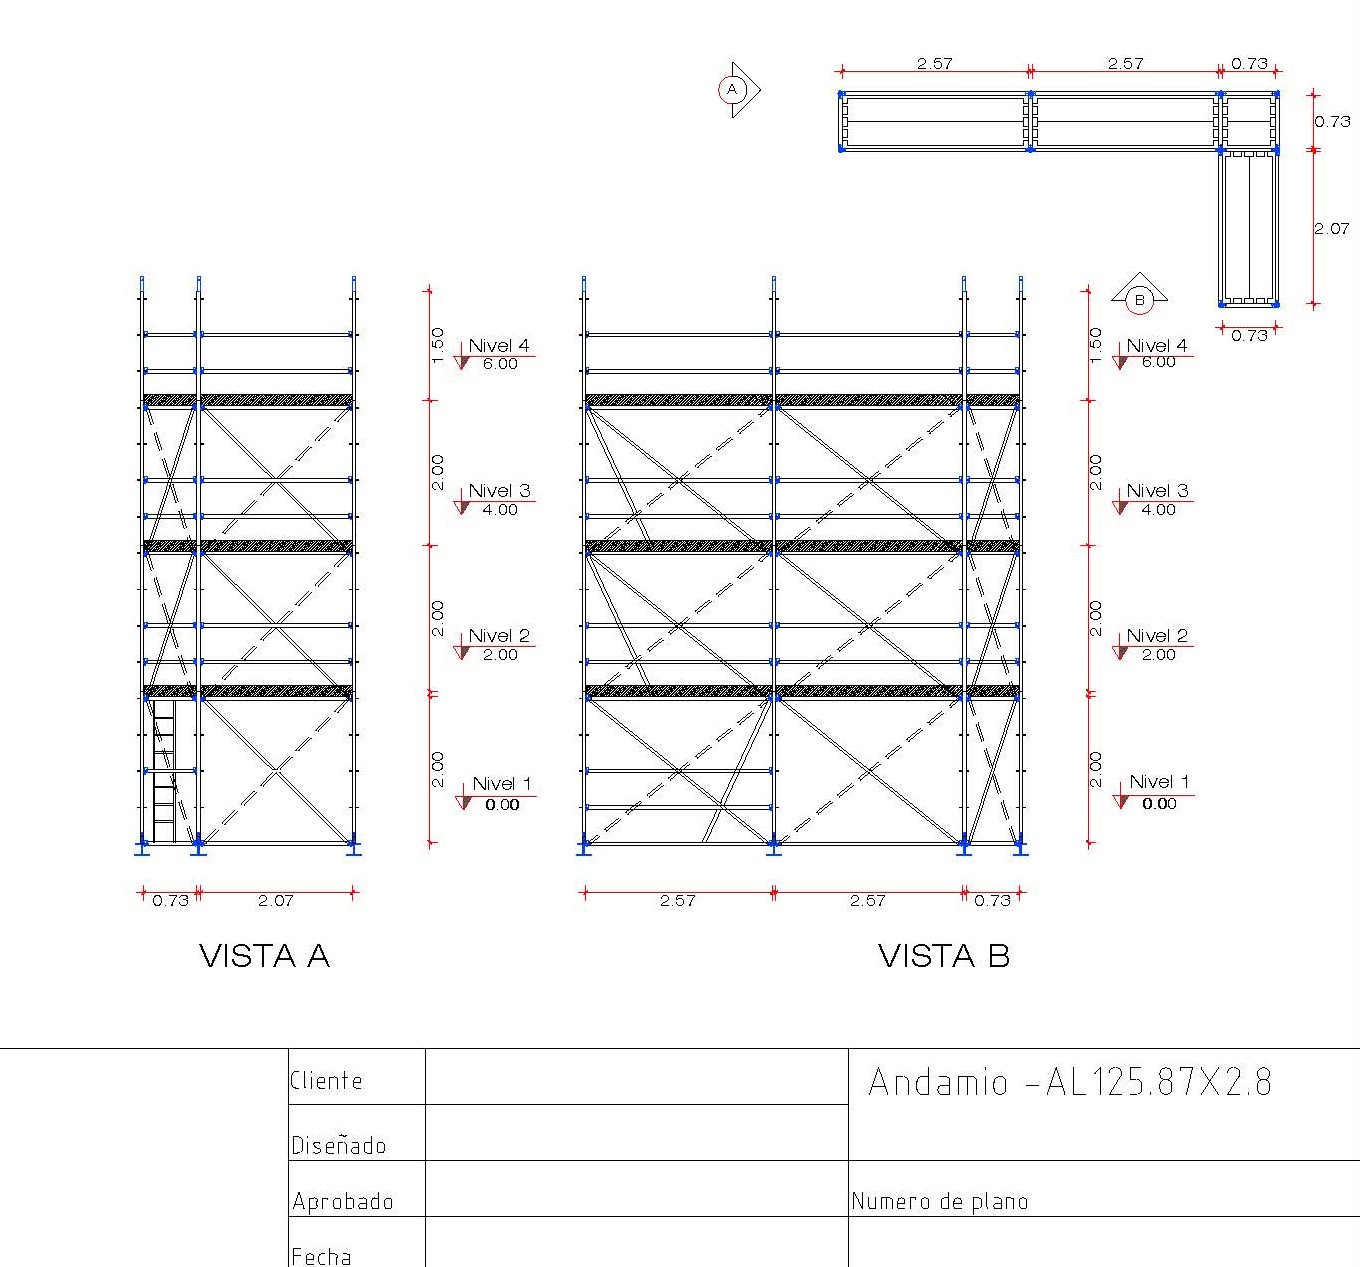 2.57
2.57
0.73
A
0.73
2.07
B
0.73
1.50
Nivel 4
6.00
2.00
Nivel 3
4.00
2.00
Nivel 2
2.00
2.00
Nivel 1
0.00
1.50
Nivel 4
6.00
2.00
Nivel 3
4.00
2.00
Nivel 2
2.00
2.00
Nivel 1
0.00
0.73
2.07
2.57
2.57
0.73
VISTA A
VISTA B
Cliente
Andamio -AL125.87X2.8
Diseñado
Aprobado
Numero de plano
Fecha